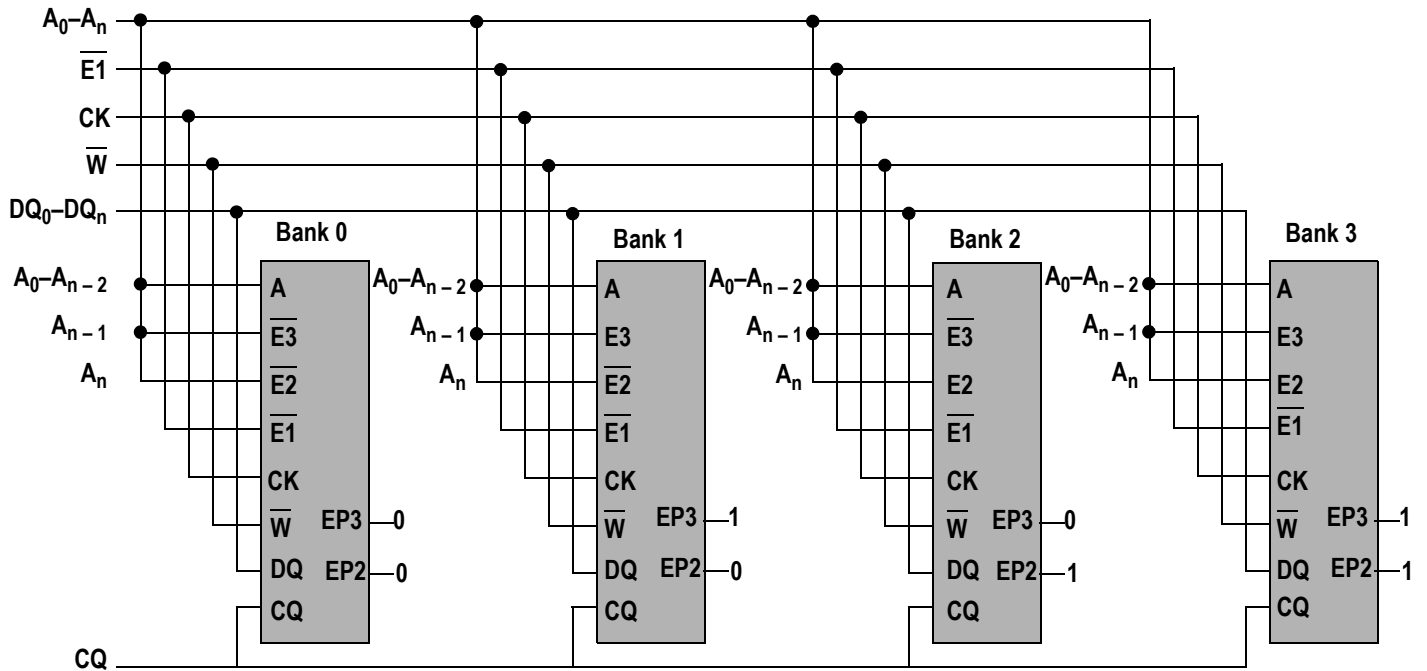 A₀–Aₙ
E1̅
CK
W̅
DQ₀–DQₙ
Bank 0
A₀–Aₙ₋₂
Aₙ₋₁
Aₙ
A
E3̅
E2̅
E1̅
CK
W̅
DQ
CQ
EP3 0
EP2 0
Bank 1
A₀–Aₙ₋₂
Aₙ₋₁
Aₙ
A
E3
E2̅
E1̅
CK
W̅
DQ
CQ
EP3 1
EP2 0
Bank 2
A₀–Aₙ₋₂
Aₙ₋₁
Aₙ
A
E3̅
E2
E1̅
CK
W̅
DQ
CQ
EP3 0
EP2 1
Bank 3
A₀–Aₙ₋₂
Aₙ₋₁
Aₙ
A
E3
E2
E1̅
CK
W̅
DQ
CQ
EP3 1
EP2 1
CQ